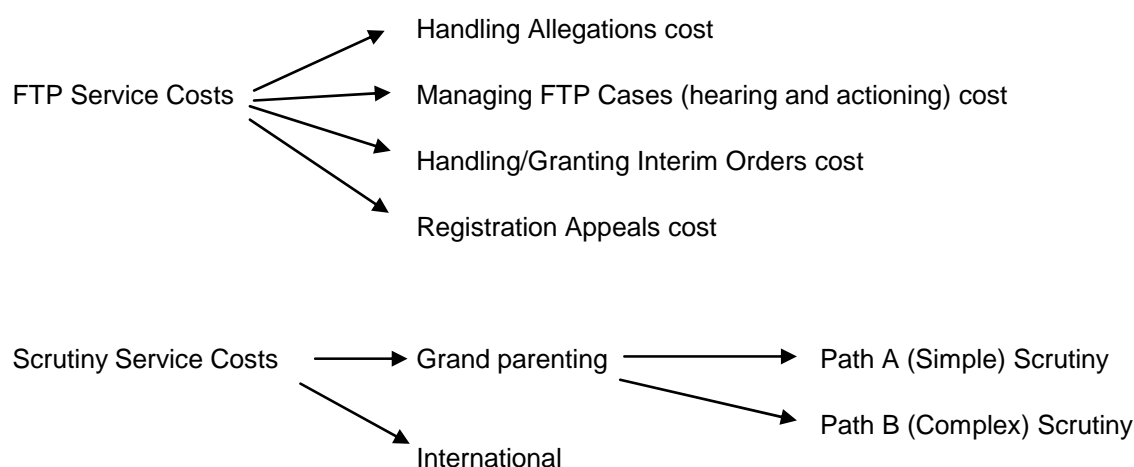 Handling Allegations cost
FTP Service Costs
Managing FTP Cases (hearing and actioning) cost
Handling/Granting Interim Orders cost
Registration Appeals cost
Scrutiny Service Costs
Grand parenting
Path A (Simple) Scrutiny
Path B (Complex) Scrutiny
International